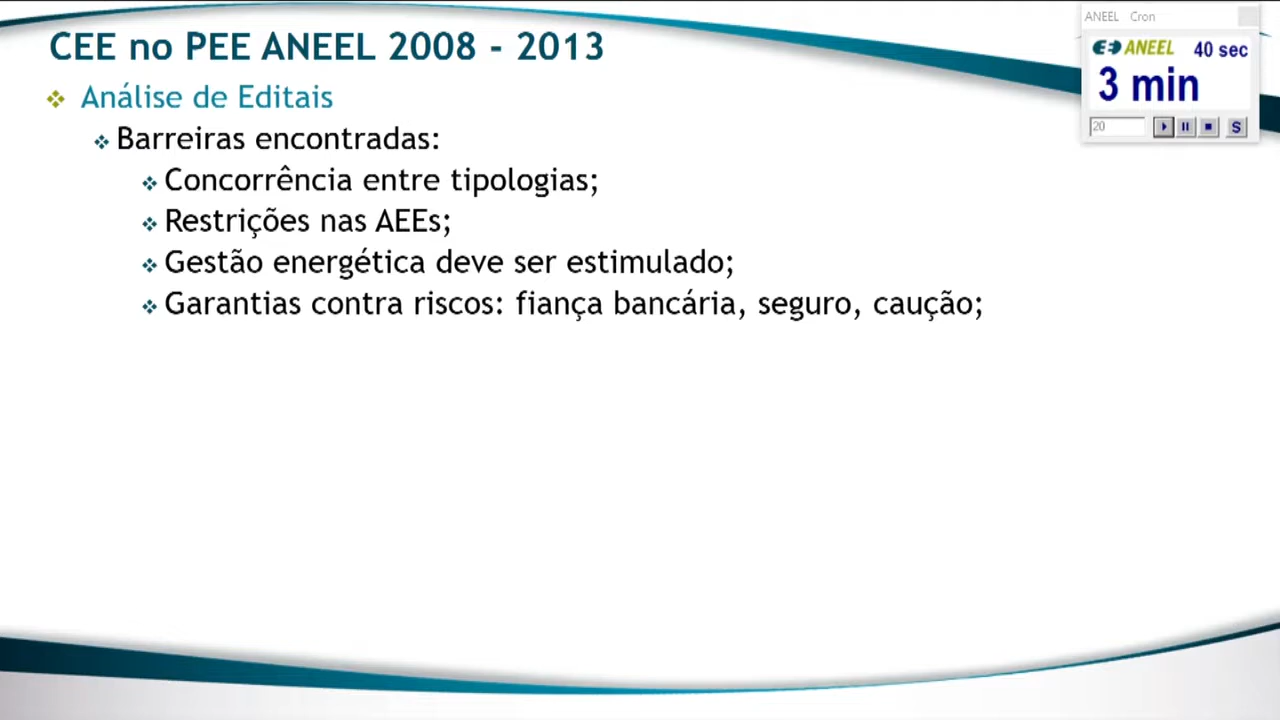 CEE no PEE ANEEL 2008 - 2013
Análise de Editais
Barreiras encontradas:
Concorrência entre tipologias;
Restrições nas AEEs;
Gestão energética deve ser estimulado;
Garantias contra riscos: fiança bancária, seguro, caução;
ANEEL Cron
ANEEL 40 sec
3 min
20
S